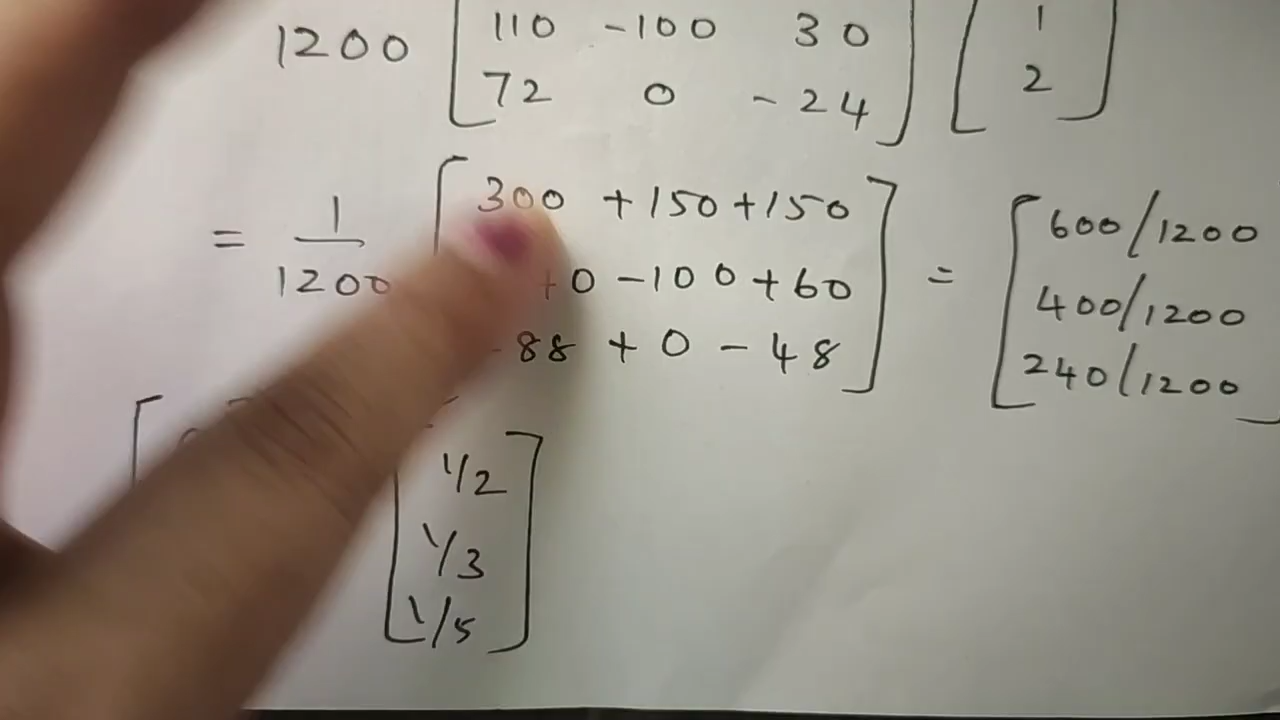 1200 [ 110 -100 30 ] [ 1 ]
[ 72 0 -24 ] [ 2 ]
= 1/1200 [ 300 +150+150 ] = [ 600/1200 ]
[ +0 -100+60 ] [ 400/1200 ]
[ 88 + 0 - 48 ] [ 240/1200 ]
[ 1/2 ]
[ 1/3 ]
[ 1/5 ]